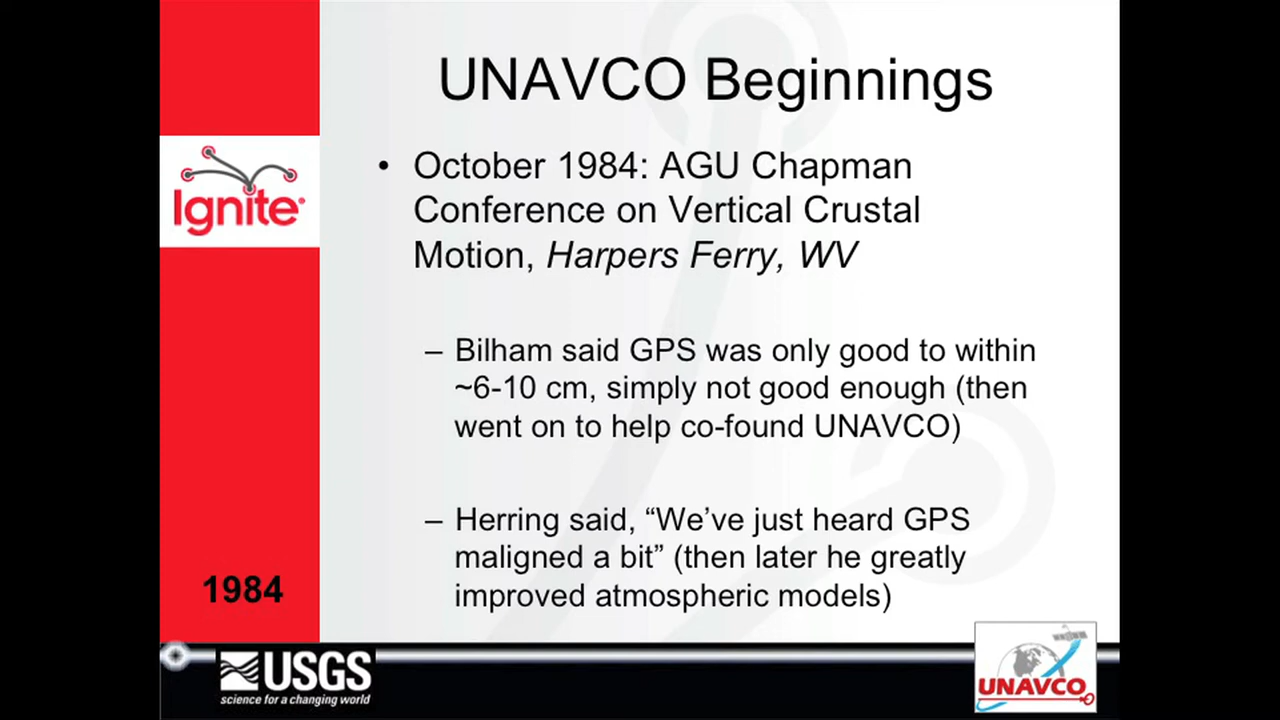 UNAVCO Beginnings
• October 1984: AGU Chapman
Conference on Vertical Crustal
Motion, Harpers Ferry, WV
– Bilham said GPS was only good to within
~6-10 cm, simply not good enough (then
went on to help co-found UNAVCO)
– Herring said, “We’ve just heard GPS
maligned a bit” (then later he greatly
improved atmospheric models)
Ignite®
1984
USGS
science for a changing world
UNAVCO